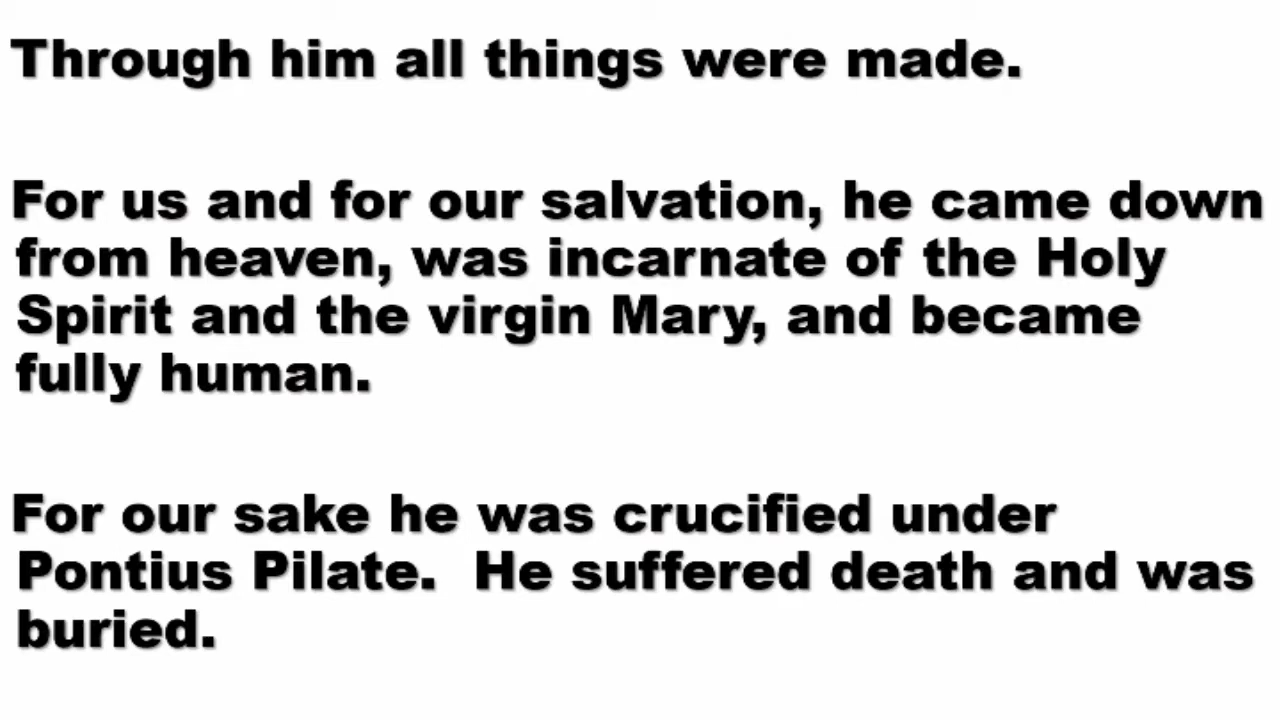 Through him all things were made.
For us and for our salvation, he came down
from heaven, was incarnate of the Holy
Spirit and the virgin Mary, and became
fully human.
For our sake he was crucified under
Pontius Pilate.  He suffered death and was
buried.